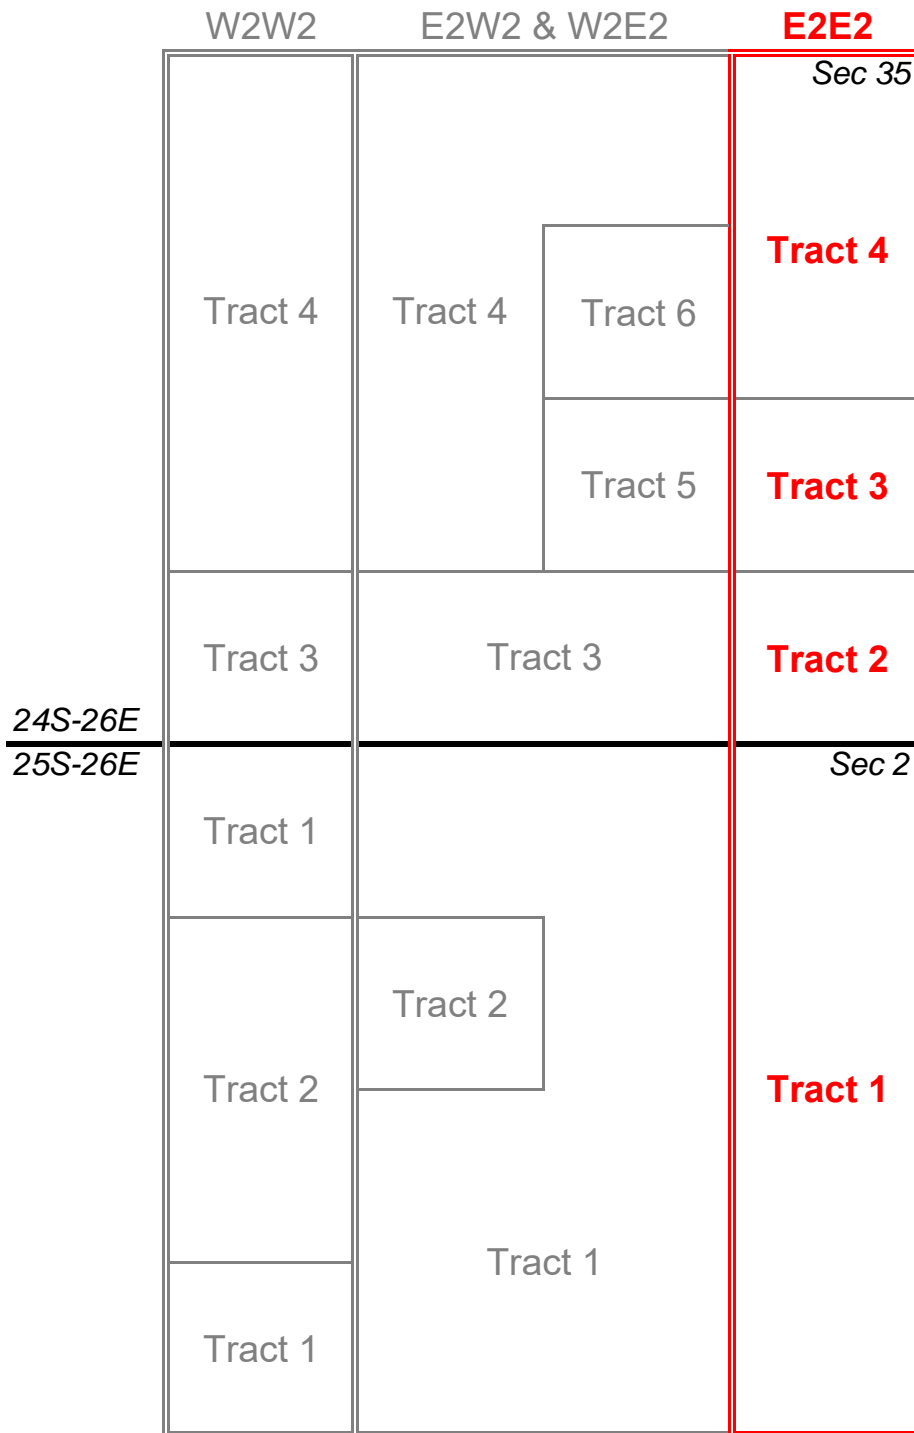 W2W2 E2W2 & W2E2 E2E2
Sec 35
Tract 4
Tract 4 Tract 4 Tract 6
Tract 5 Tract 3
Tract 3 Tract 3 Tract 2
24S-26E
25S-26E Sec 2
Tract 1
Tract 2
Tract 2 Tract 1
Tract 1
Tract 1